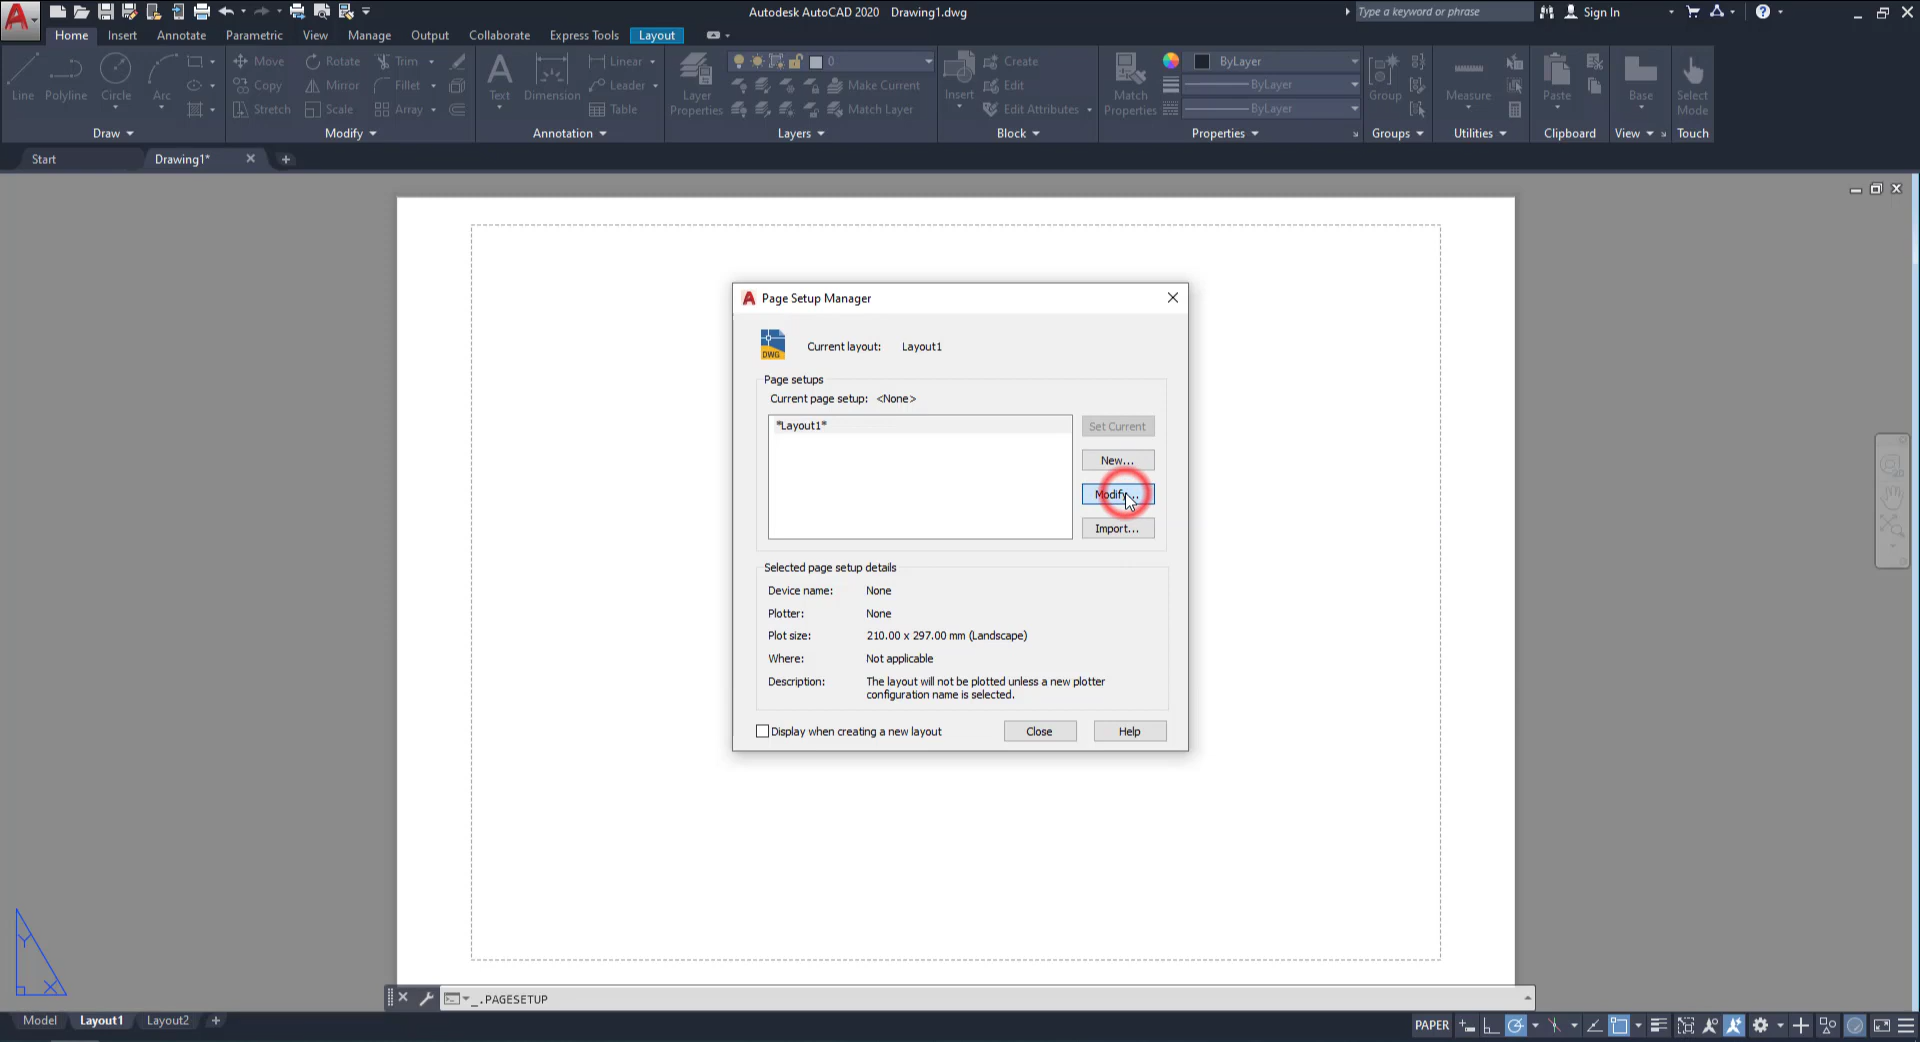 Autodesk AutoCAD 2020 Drawing1.dwg
Type a keyword or phrase
Sign In
Home Insert Annotate Parametric View Manage Output Collaborate Express Tools Layout
Line Polyline Circle Arc
Move Rotate Trim
Copy Mirror Fillet
Stretch Scale Array
Text Dimension
Linear
Leader
Table
Layer Properties
0
Make Current
Match Layer
Insert
Create
Edit
Edit Attributes
Match Properties
ByLayer
ByLayer
ByLayer
Group
Measure
Paste
Base
Select Mode
Draw Modify Annotation Layers Block Properties Groups Utilities Clipboard View Touch
Start Drawing1*
Page Setup Manager
DWG
Current layout: Layout1
Page setups
Current page setup: <None>
*Layout1*
Set Current
New...
Modify...
Import...
Selected page setup details
Device name: None
Plotter: None
Plot size: 210.00 x 297.00 mm (Landscape)
Where: Not applicable
Description: The layout will not be plotted unless a new plotter
configuration name is selected.
Display when creating a new layout
Close
Help
Y
X
_.PAGESETUP
Model Layout1 Layout2
PAPER